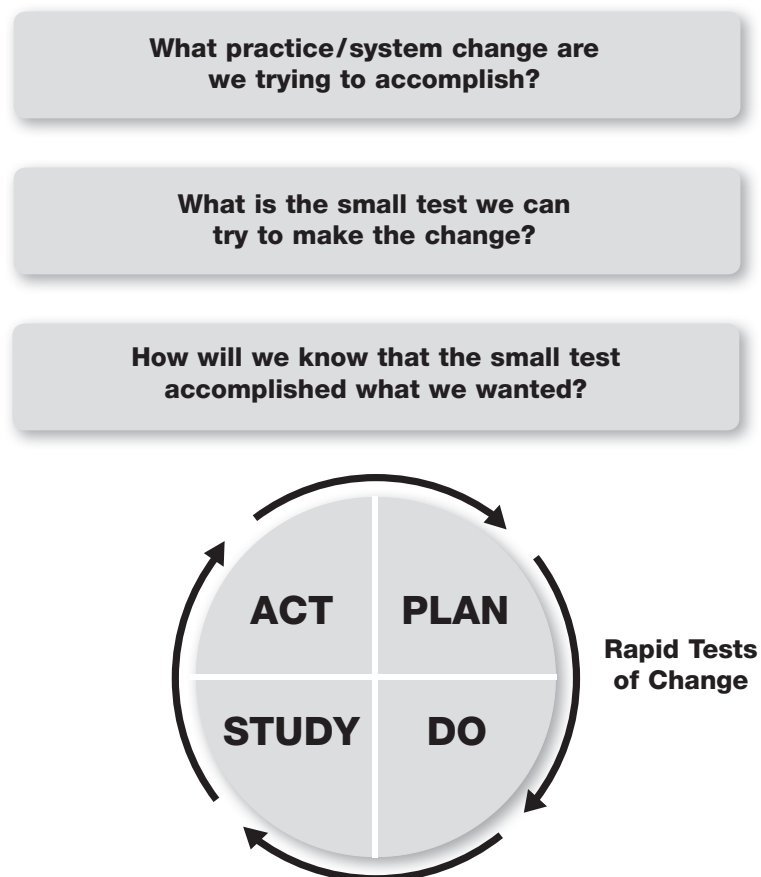 What practice/system change are
we trying to accomplish?
What is the small test we can
try to make the change?
How will we know that the small test
accomplished what we wanted?
ACT
PLAN
Rapid Tests
of Change
STUDY
DO